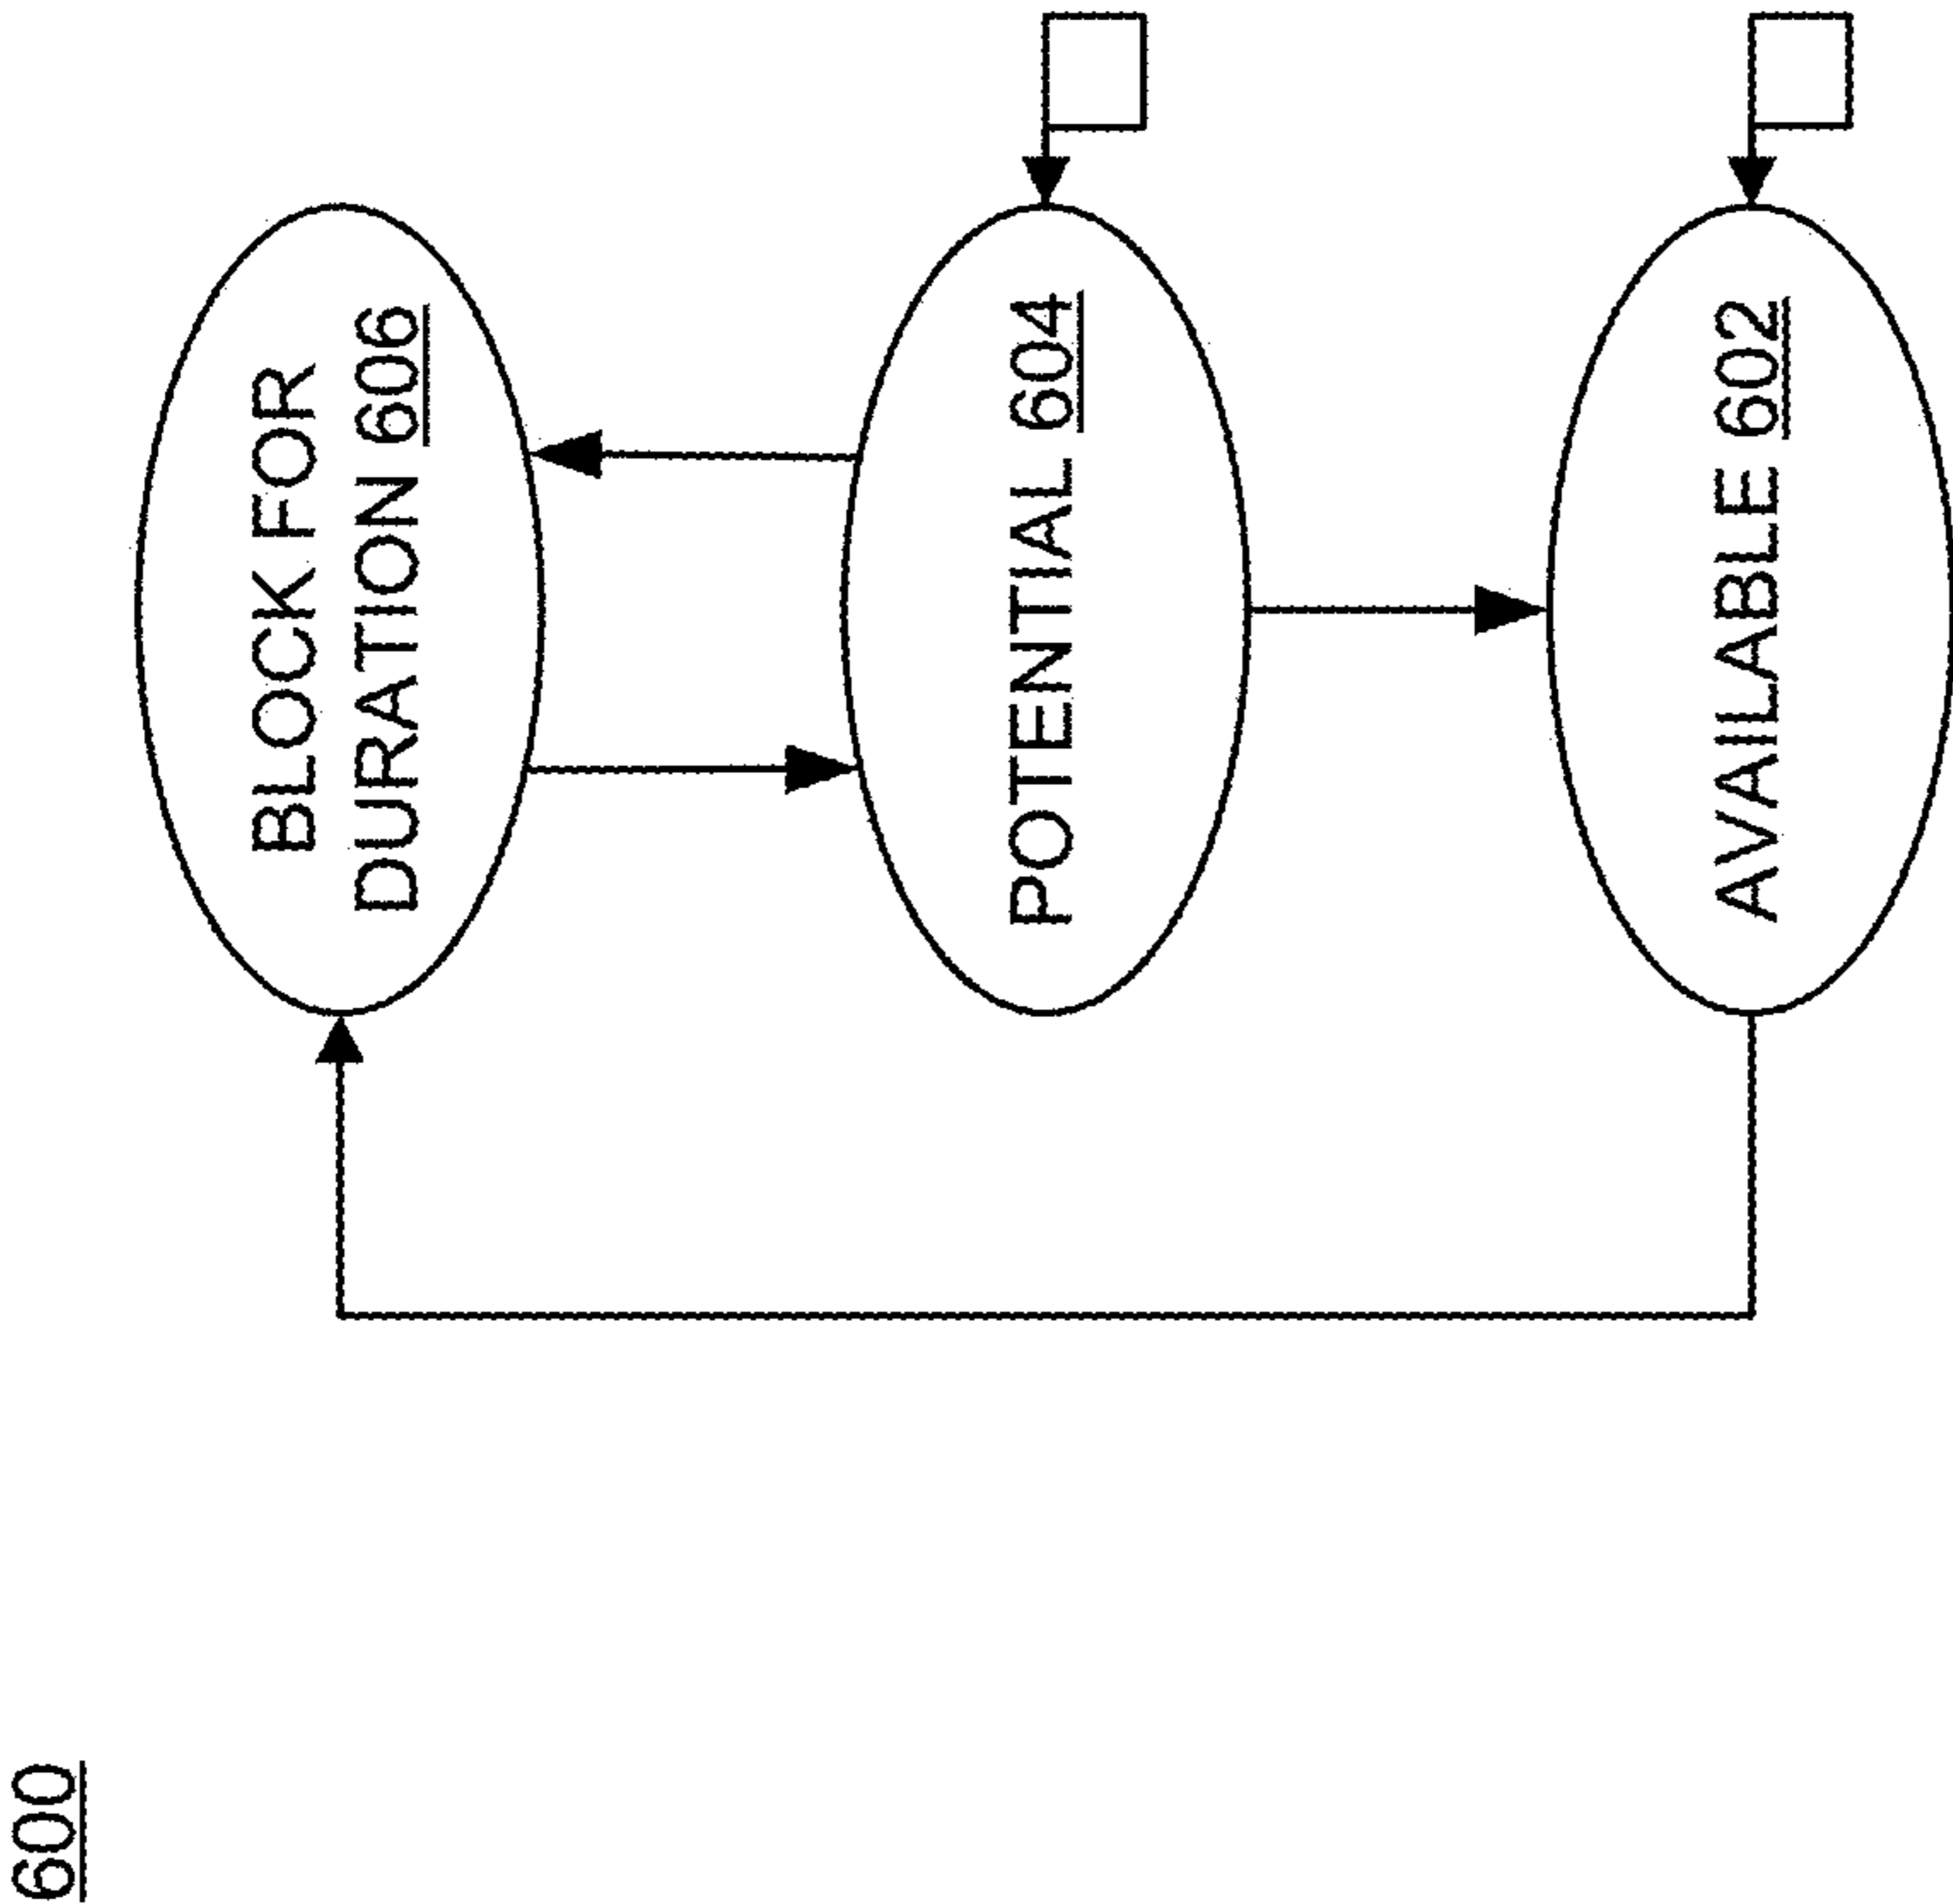 600
BLOCK FOR
DURATION 606
POTENTIAL 604
AVAILABLE 602